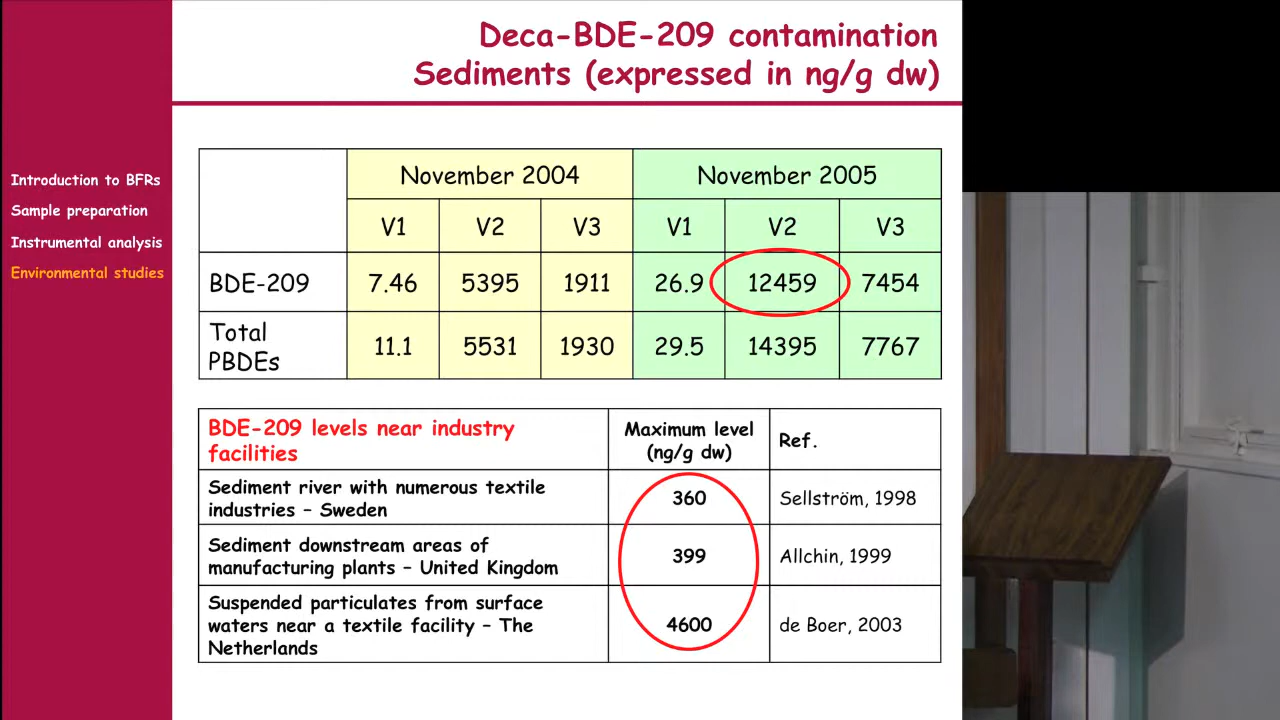 Deca-BDE-209 contamination
Sediments (expressed in ng/g dw)
Introduction to BFRs
Sample preparation
Instrumental analysis
Environmental studies
November 2004 November 2005
V1 V2 V3 V1 V2 V3
BDE-209 7.46 5395 1911 26.9 12459 7454
Total
PBDEs 11.1 5531 1930 29.5 14395 7767
BDE-209 levels near industry
facilities
Maximum level
(ng/g dw)
Ref.
Sediment river with numerous textile
industries – Sweden
360
Sellström, 1998
Sediment downstream areas of
manufacturing plants – United Kingdom
399
Allchin, 1999
Suspended particulates from surface
waters near a textile facility – The
Netherlands
4600
de Boer, 2003